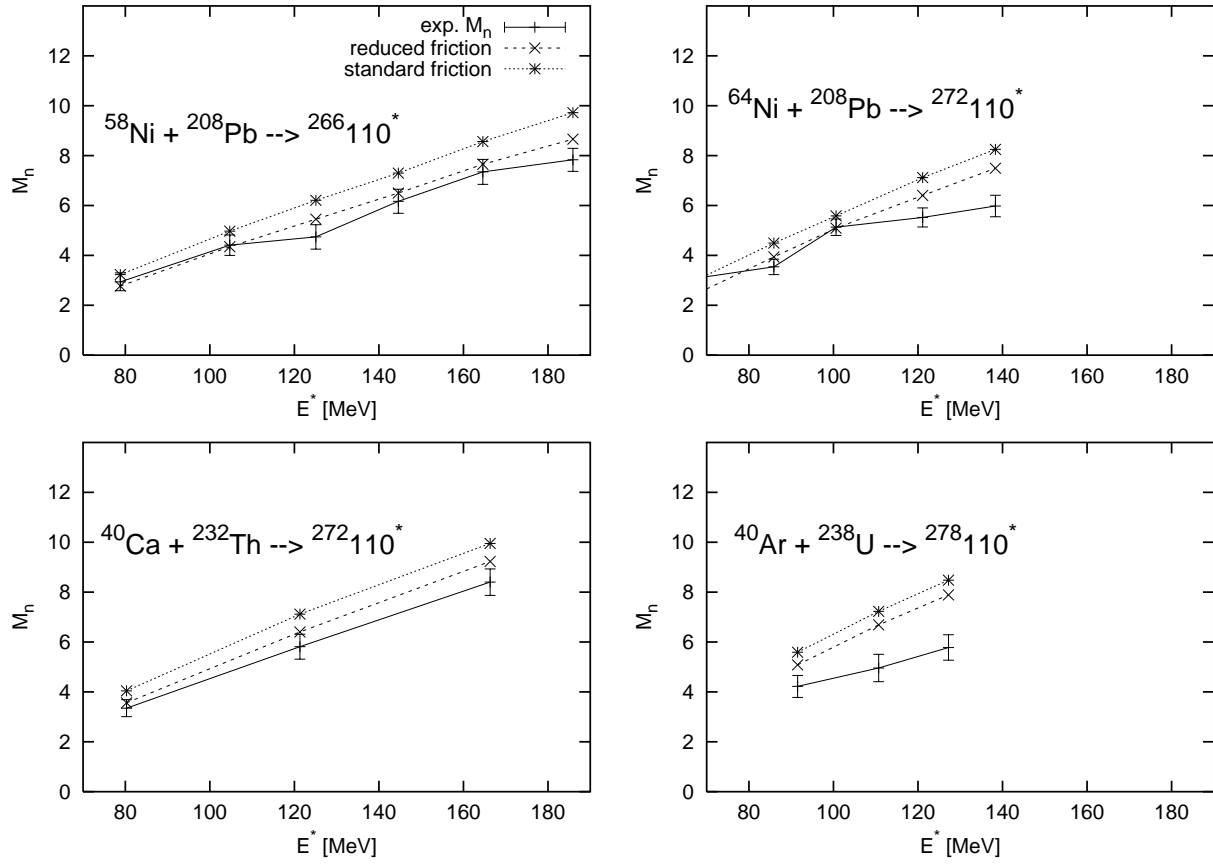 14
12
10
8
6
4
2
0
M_n
exp. M_n
reduced friction
standard friction
^58Ni + ^208Pb --> ^266110^*
80 100 120 140 160 180
E^* [MeV]
14
12
10
8
6
4
2
0
M_n
^64Ni + ^208Pb --> ^272110^*
80 100 120 140 160 180
E^* [MeV]
12
10
8
6
4
2
0
M_n
^40Ca + ^232Th --> ^272110^*
80 100 120 140 160 180
E^* [MeV]
12
10
8
6
4
2
0
M_n
^40Ar + ^238U --> ^278110^*
80 100 120 140 160 180
E^* [MeV]